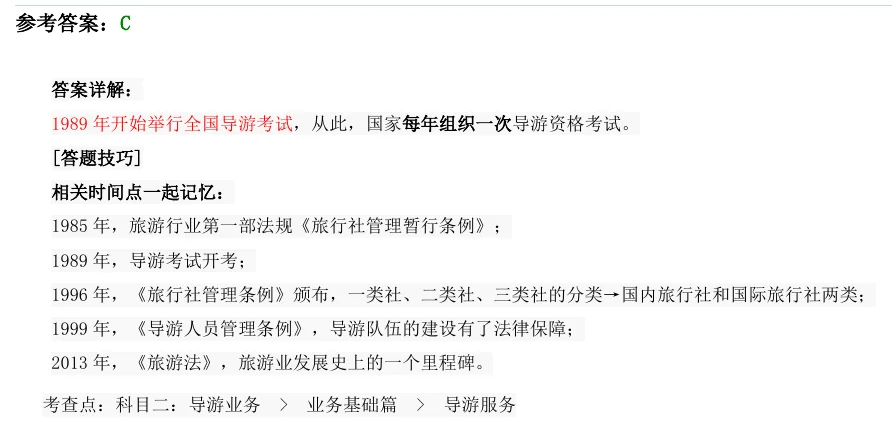 参考答案：C
答案详解：
1989 年开始举行全国导游考试，从此，国家每年组织一次导游资格考试。
[答题技巧]
相关时间点一起记忆：
1985 年，旅游行业第一部法规《旅行社管理暂行条例》；
1989 年，导游考试开考；
1996 年，《旅行社管理条例》颁布，一类社、二类社、三类社的分类→国内旅行社和国际旅行社两类；
1999 年，《导游人员管理条例》，导游队伍的建设有了法律保障；
2013 年，《旅游法》，旅游业发展史上的一个里程碑。
考查点：科目二：导游业务 > 业务基础篇 > 导游服务